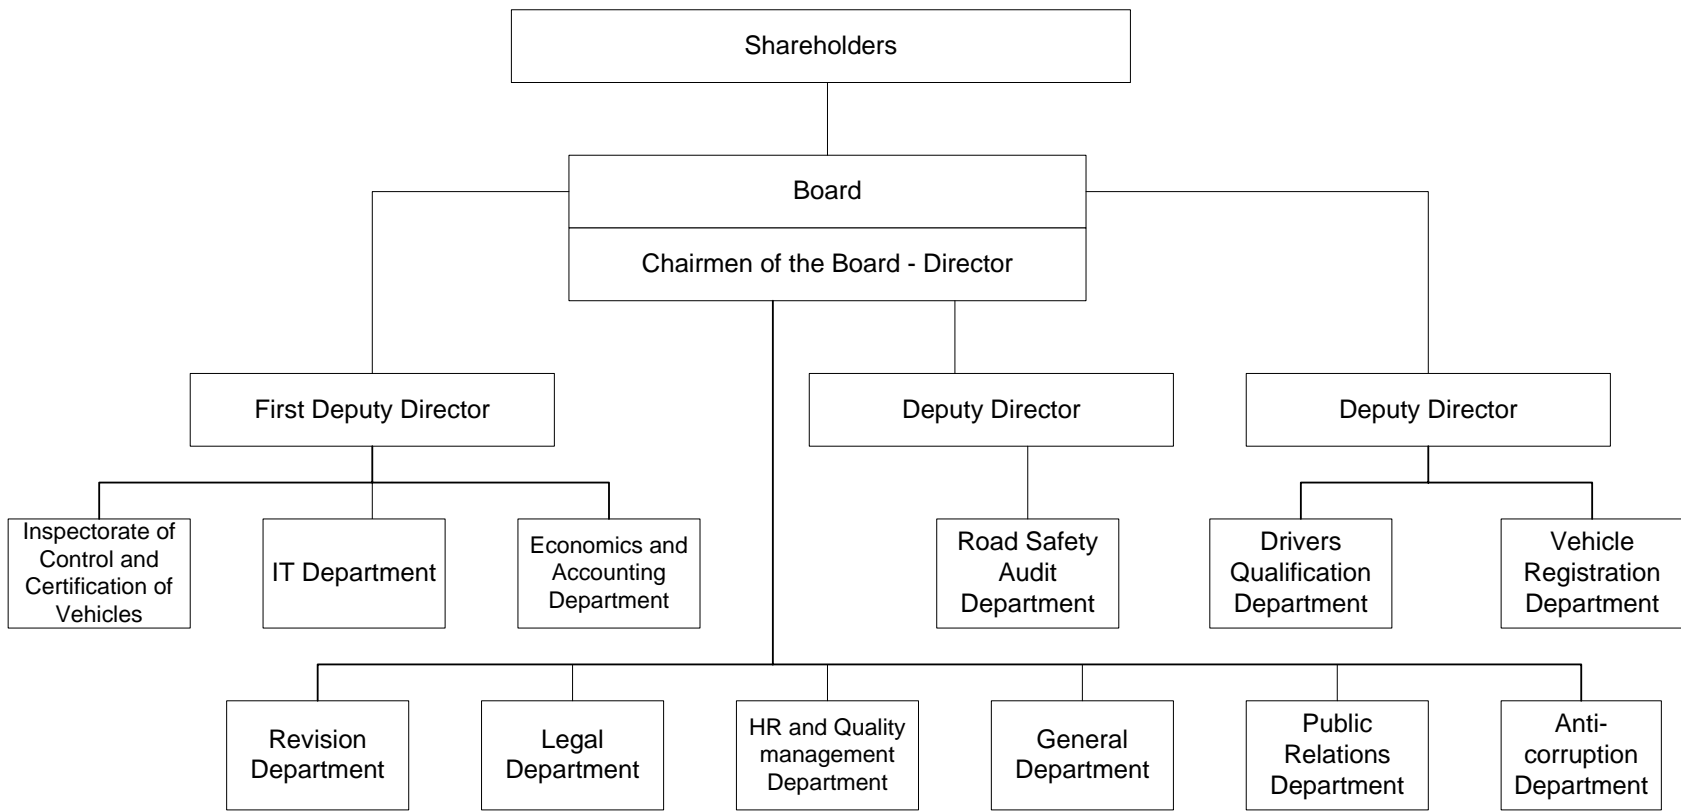 Shareholders
Board
Chairmen of the Board - Director
First Deputy Director
Deputy Director
Deputy Director
Inspectorate of
Control and
Certification of
Vehicles
IT Department
Economics and
Accounting
Department
Road Safety
Audit
Department
Drivers
Qualification
Department
Vehicle
Registration
Department
Revision
Department
Legal
Department
HR and Quality
management
Department
General
Department
Public
Relations
Department
Anti-
corruption
Department